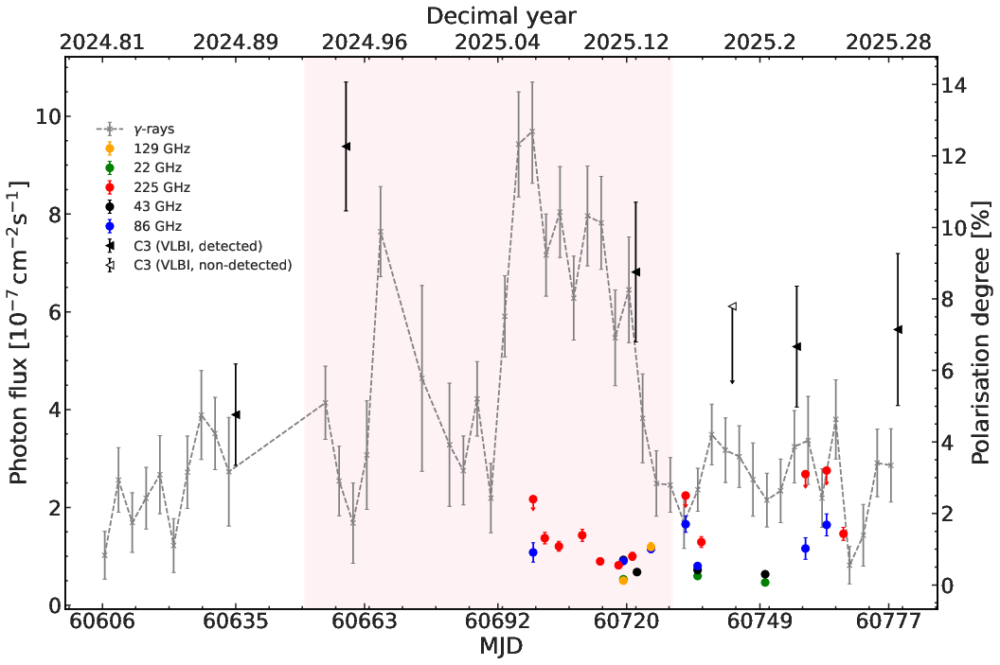 Decimal year
2024.81 2024.89 2024.96 2025.04 2025.12 2025.2 2025.28
Photon flux [10⁻⁷ cm⁻²s⁻¹]
10
8
6
4
2
0
γ-rays
129 GHz
22 GHz
225 GHz
43 GHz
86 GHz
C3 (VLBI, detected)
C3 (VLBI, non-detected)
14
12
10
8
6
4
2
0
Polarisation degree [%]
60606 60635 60663 60692 60720 60749 60777
MJD